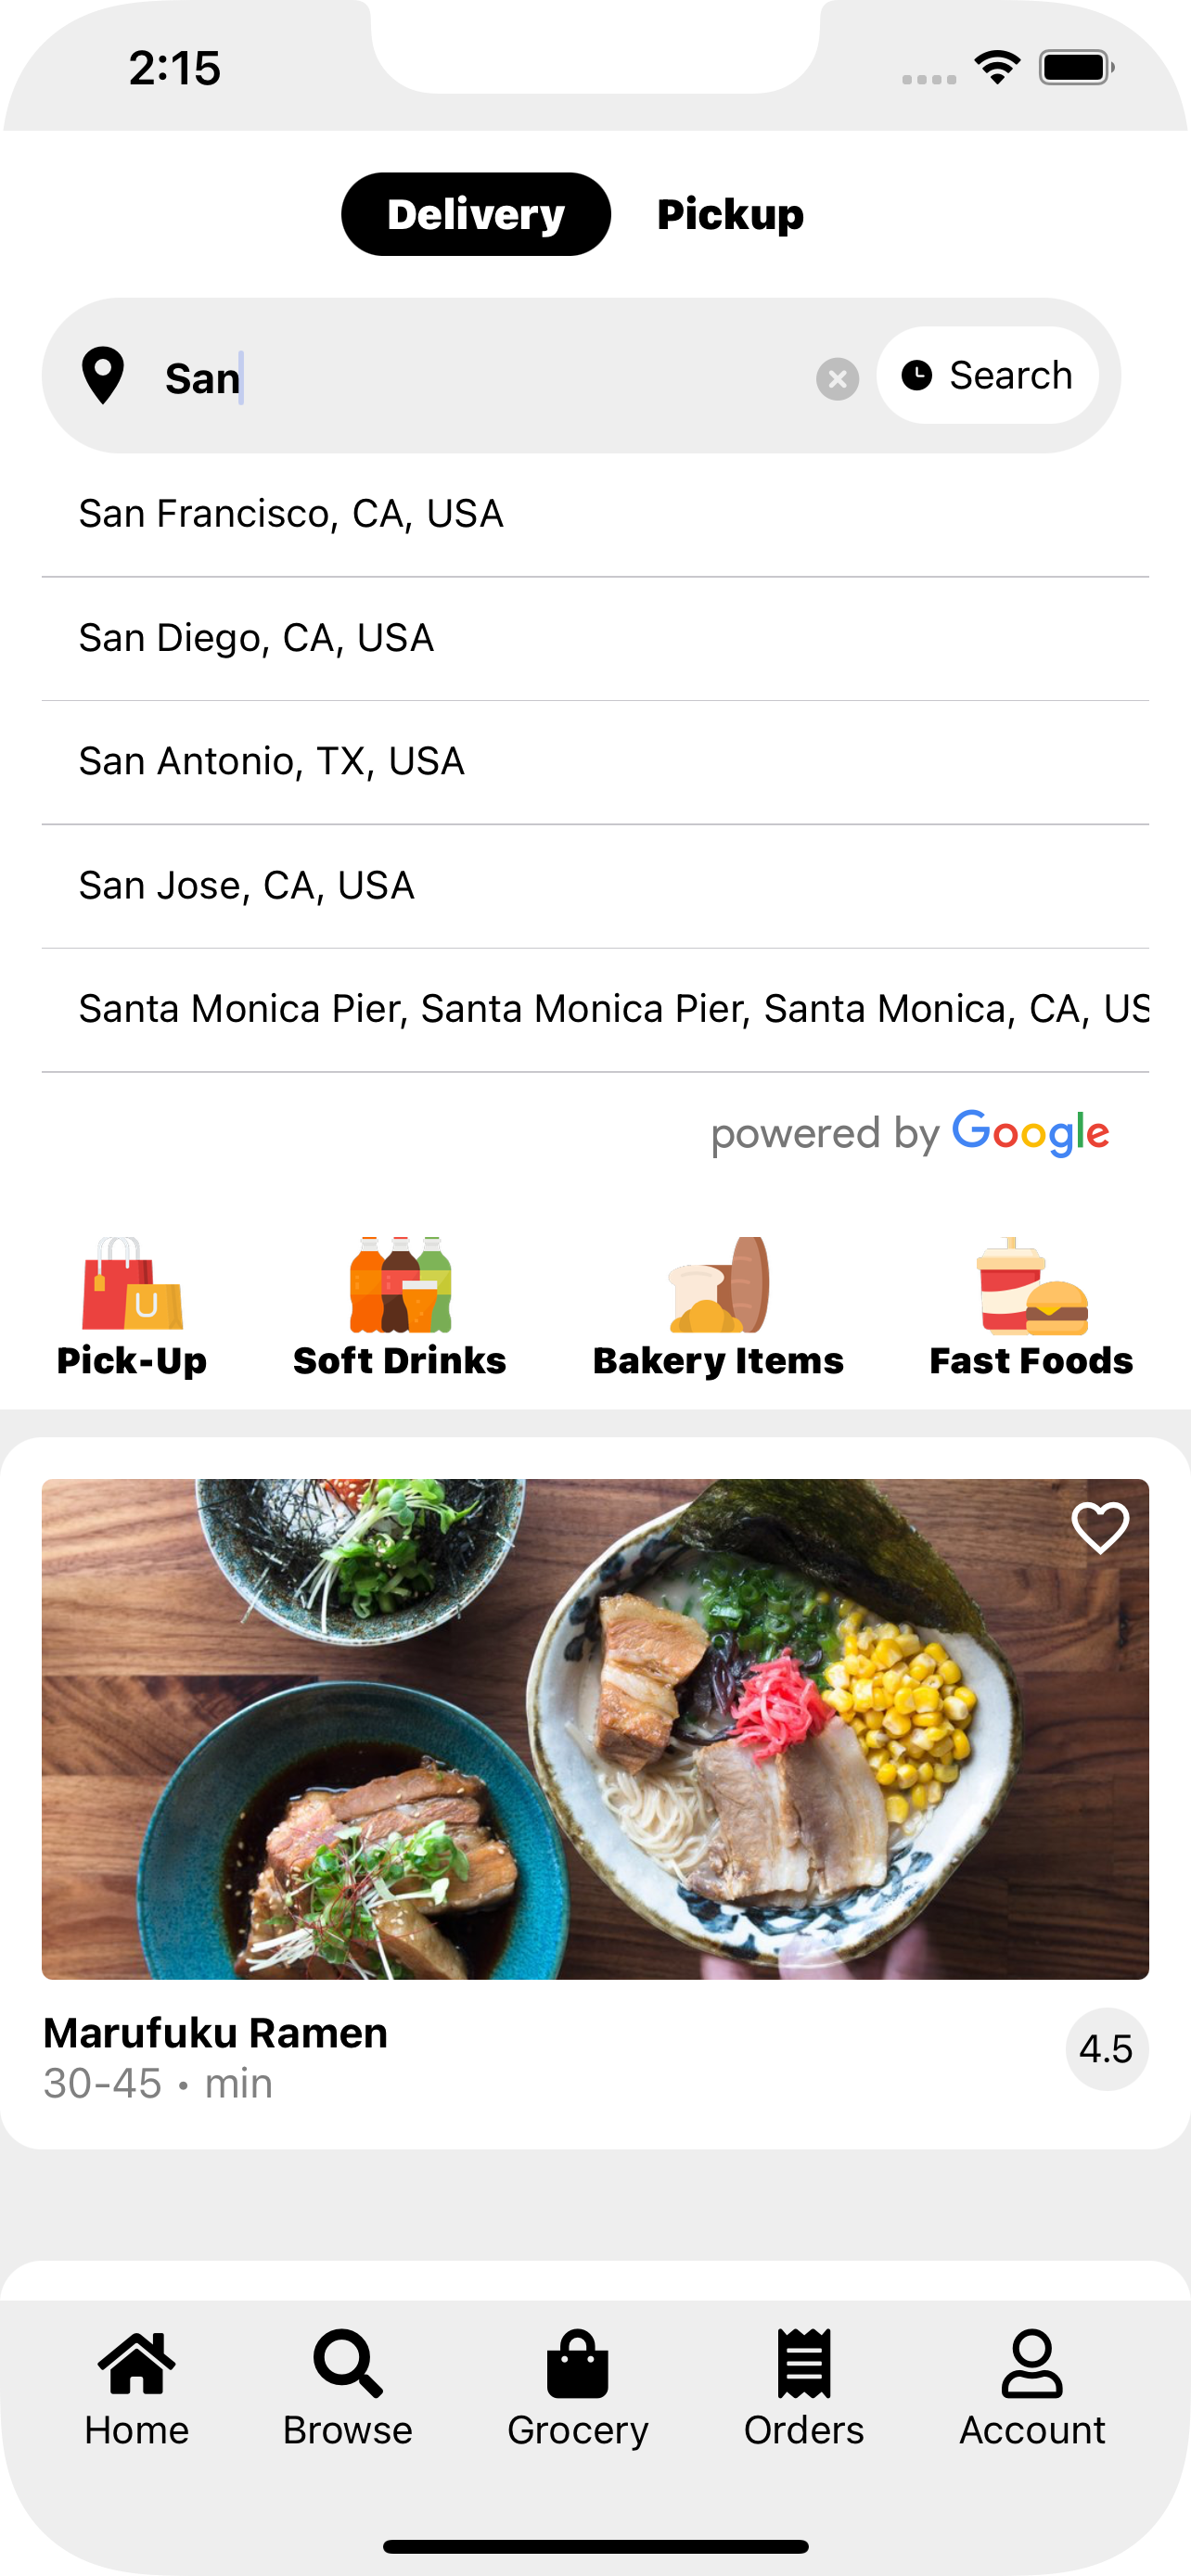 2:15
Delivery Pickup
San Search
San Francisco, CA, USA
San Diego, CA, USA
San Antonio, TX, USA
San Jose, CA, USA
Santa Monica Pier, Santa Monica Pier, Santa Monica, CA, US
powered by Google
U
Pick-Up Soft Drinks Bakery Items Fast Foods
Marufuku Ramen
4.5
30-45 • min
Home Browse Grocery Orders Account